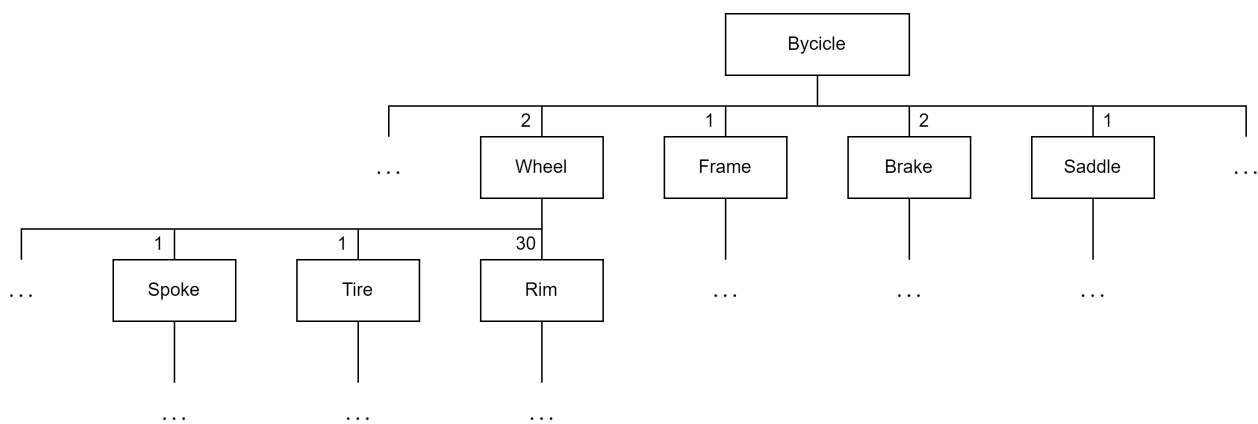 Bycicle
2 1 2 1
... Wheel Frame Brake Saddle ...
1 1 30
... Spoke Tire Rim ... ... ...
... ... ...